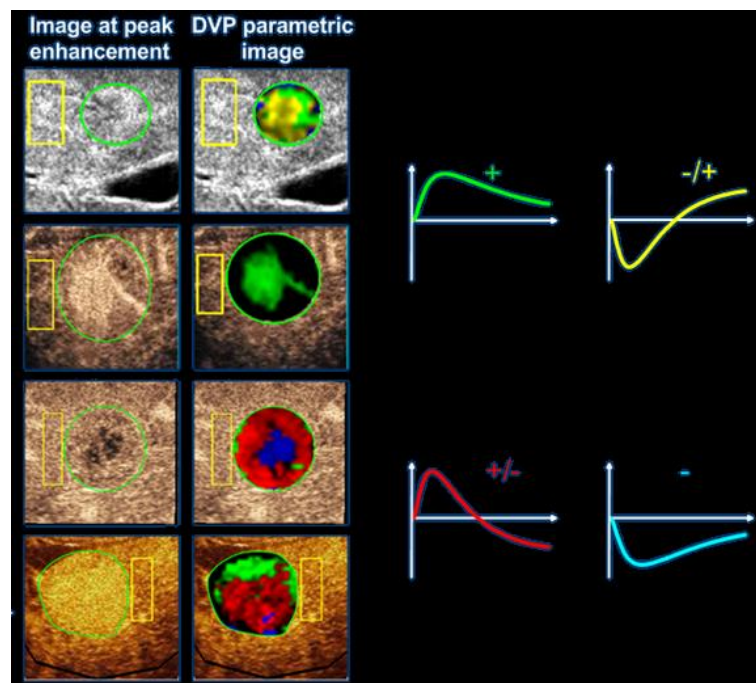 Image at peak
enhancement
DVP parametric
image
+
-/+
+/-
-